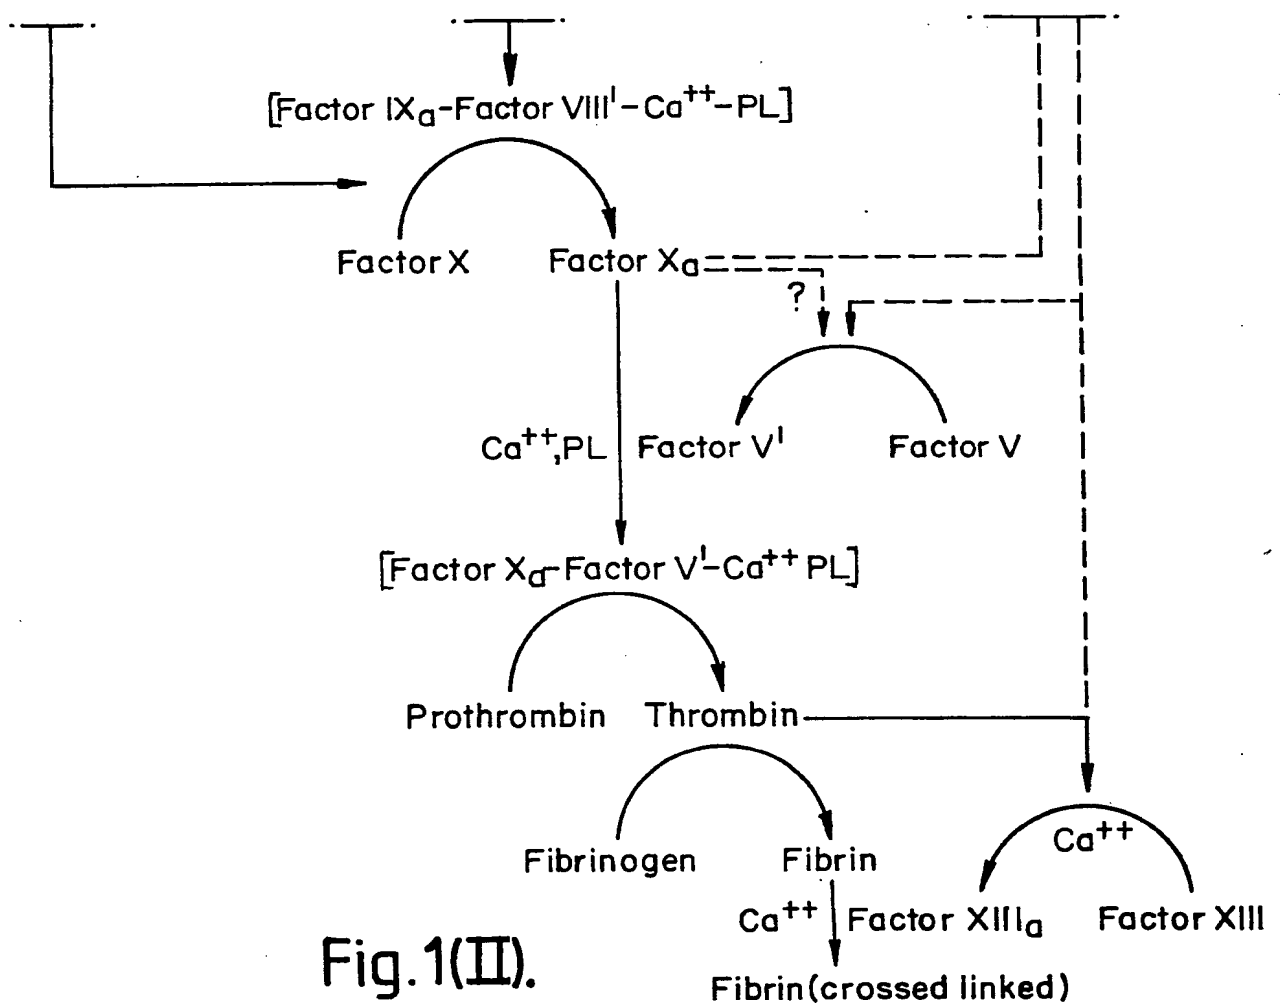 [Factor IXa-Factor VIII'-Ca++-PL]
Factor X
Factor Xa
?
Ca++,PL
Factor V'
Factor V
[Factor Xa-Factor V'-Ca++ PL]
Prothrombin
Thrombin
Ca++
Fibrinogen
Fibrin
Ca++
Factor XIIIa
Factor XIII
Fig.1(II).
Fibrin(crossed linked)